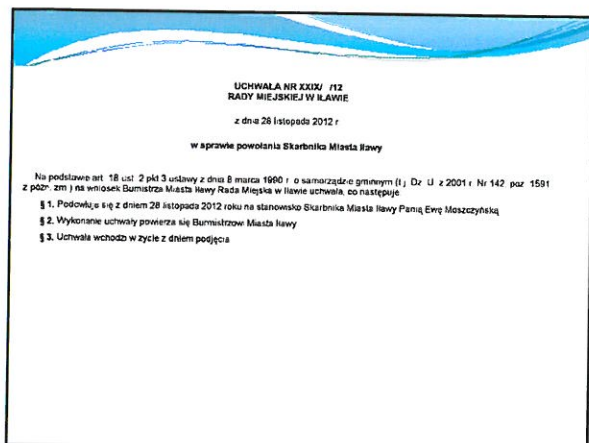 UCHWAŁA NR XXIX/ /12
RADY MIEJSKIEJ W IŁAWIE
z dnia 28 listopada 2012 r
w sprawie powołania Skarbnika Miasta Iławy
Na podstawie art. 18 ust. 2 pkt 3 ustawy z dnia 8 marca 1990 r. o samorządzie gminnym (t.j. Dz. U. z 2001 r. Nr 142, poz. 1591
z późn. zm.) na wniosek Burmistrza Miasta Iławy Rada Miejska w Iławie uchwala, co następuje
§ 1. Podowłuje się z dniem 28 listopada 2012 roku na stanowisko Skarbnika Miasta Iławy Panią Ewę Moszczyńską
§ 2. Wykonanie uchwały powierza się Burmistrzowi Miasta Iławy
§ 3. Uchwała wchodzi w życie z dniem podjęcia